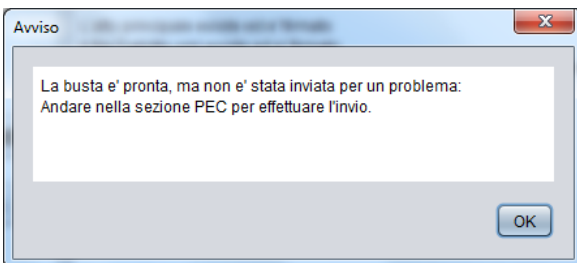 Avviso
La busta e' pronta, ma non e' stata inviata per un problema:
Andare nella sezione PEC per effettuare l'invio.
OK